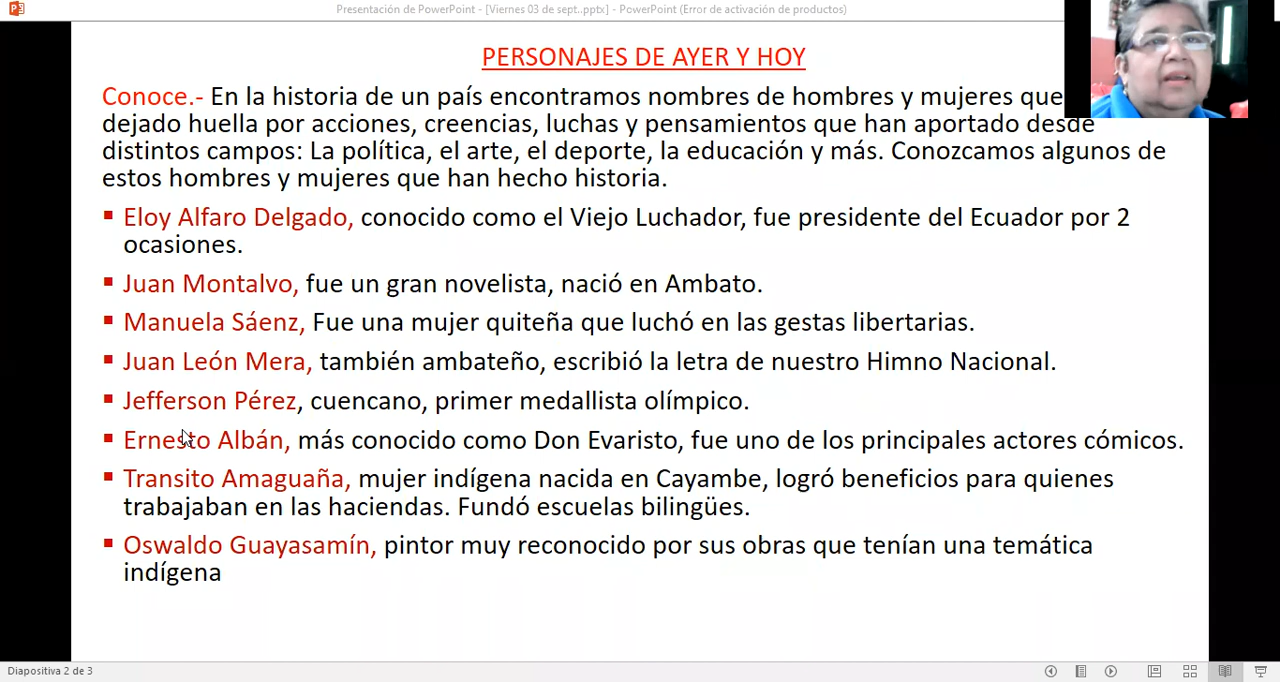 Presentación de PowerPoint - [Viernes 03 de sept..pptx] - PowerPoint (Error de activación de productos)
PERSONAJES DE AYER Y HOY
Conoce.- En la historia de un país encontramos nombres de hombres y mujeres que
dejado huella por acciones, creencias, luchas y pensamientos que han aportado desde
distintos campos: La política, el arte, el deporte, la educación y más. Conozcamos algunos de
estos hombres y mujeres que han hecho historia.
▪ Eloy Alfaro Delgado, conocido como el Viejo Luchador, fue presidente del Ecuador por 2
ocasiones.
▪ Juan Montalvo, fue un gran novelista, nació en Ambato.
▪ Manuela Sáenz, Fue una mujer quiteña que luchó en las gestas libertarias.
▪ Juan León Mera, también ambateño, escribió la letra de nuestro Himno Nacional.
▪ Jefferson Pérez, cuencano, primer medallista olímpico.
▪ Ernesto Albán, más conocido como Don Evaristo, fue uno de los principales actores cómicos.
▪ Transito Amaguaña, mujer indígena nacida en Cayambe, logró beneficios para quienes
trabajaban en las haciendas. Fundó escuelas bilingües.
▪ Oswaldo Guayasamín, pintor muy reconocido por sus obras que tenían una temática
indígena
Diapositiva 2 de 3